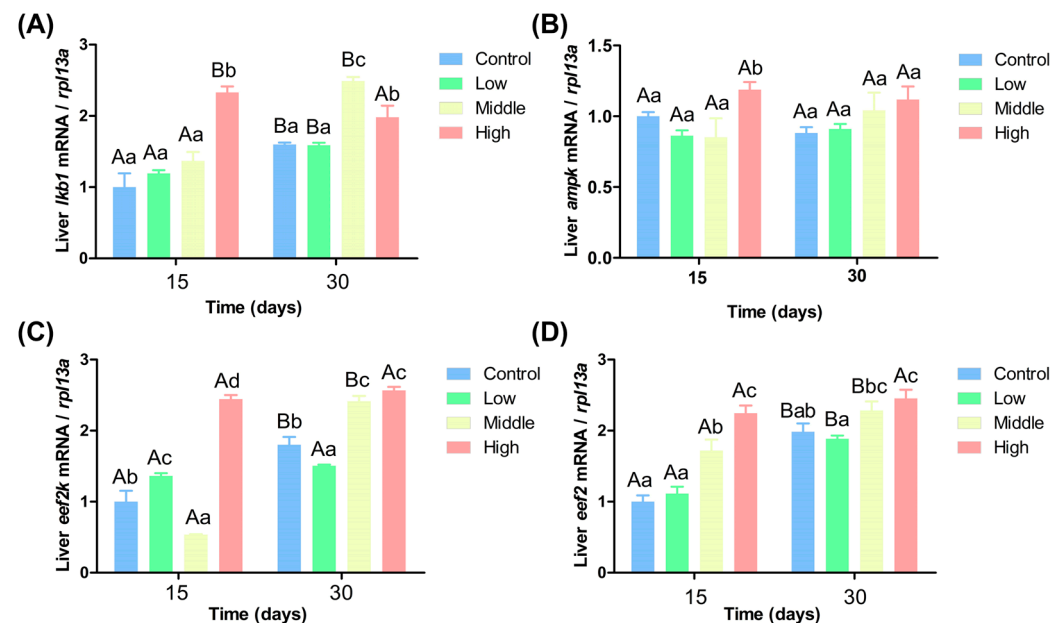 (A)
Liver lkb1 mRNA / rpl13a
3
2
1
0
Aa Aa Aa Bb
Ba Ba Bc Ab
15 30
Time (days)
Control
Low
Middle
High
(B)
Liver ampk mRNA / rpl13a
1.5
1.0
0.5
0.0
Aa Aa Aa Ab
Aa Aa Aa Aa
15 30
Time (days)
Control
Low
Middle
High
(C)
Liver eef2k mRNA / rpl13a
3
2
1
0
Ab Ac Aa Ad
Bb Aa Bc Ac
15 30
Time (days)
Control
Low
Middle
High
(D)
Liver eef2 mRNA / rpl13a
3
2
1
0
Aa Aa Ab Ac
Bab Ba Bbc Ac
15 30
Time (days)
Control
Low
Middle
High